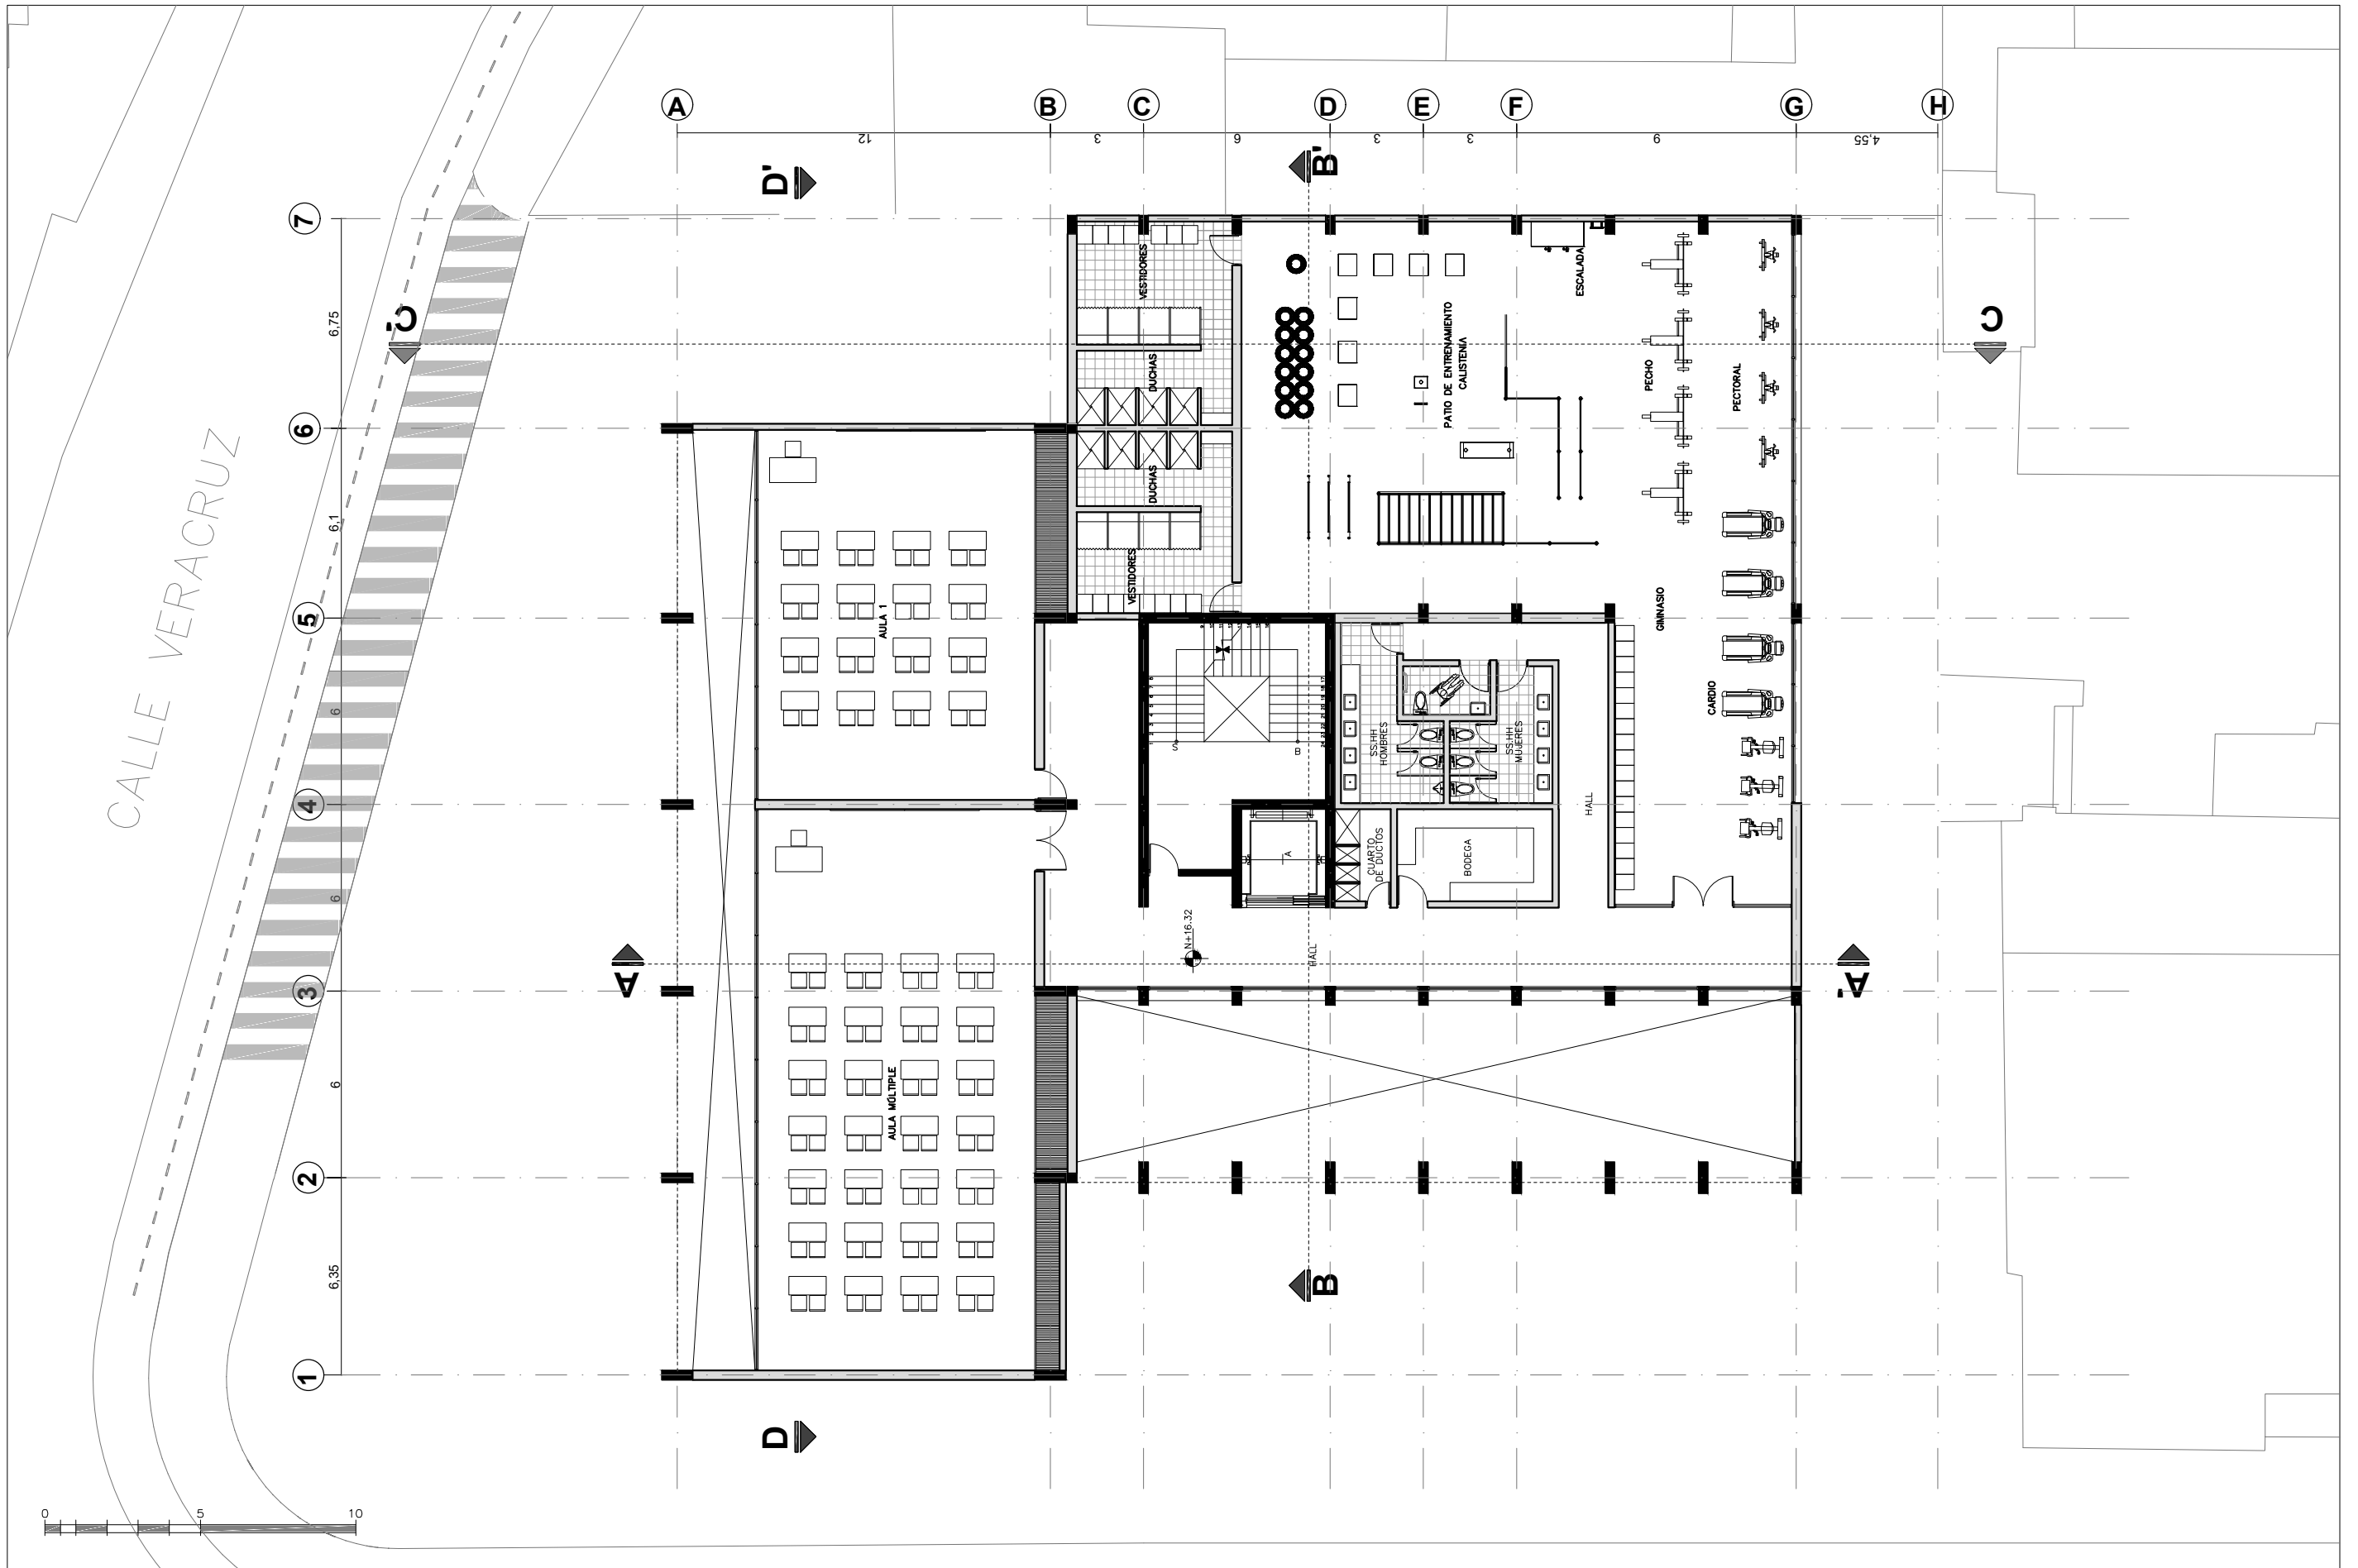 A
B
C
D
E
F
G
H
12
3
6
3
3
9
4,55
D'
B'
7
6
5
4
3
2
1
6,75
6,1
6
6
6
6,35
C'
C
CALLE VERACRUZ
VESTIDORES
DUCHAS
DUCHAS
VESTIDORES
PATIO DE ENTRENAMIENTO
CALISTENIA
ESCALADA
PECHO
PECTORAL
GIMNASIO
CARDIO
AULA 1
AULA MÚLTIPLE
S
B
SS.HH
HOMBRES
SS.HH
MUJERES
HALL
CUARTO
DE DUCTOS
BODEGA
A
N+16.32
HALL
A
A'
B
D
0
5
10